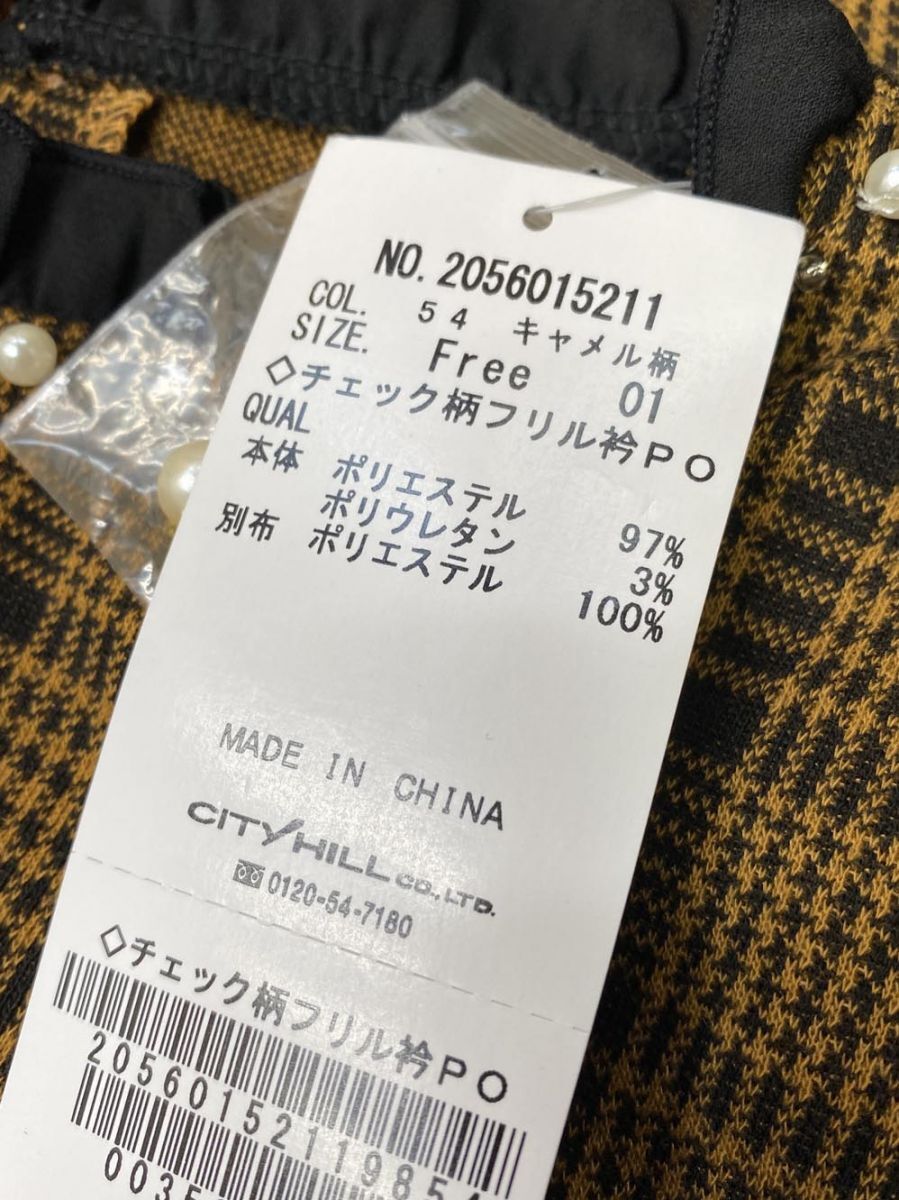 NO. 2056015211
COL. 54 キャメル柄
SIZE. Free 01
◇チェック柄フリル衿PO
QUAL
本体 ポリエステル 97%
ポリウレタン 3%
別布 ポリエステル 100%
MADE IN CHINA
CITY HILL CO.,LTD.
0120-54-7180
◇チェック柄フリル衿PO
2056015211985